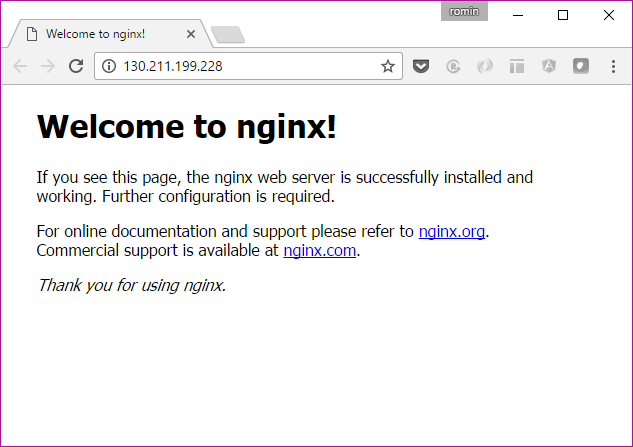 romin
Welcome to nginx!
130.211.199.228
Welcome to nginx!
If you see this page, the nginx web server is successfully installed and
working. Further configuration is required.
For online documentation and support please refer to nginx.org.
Commercial support is available at nginx.com.
Thank you for using nginx.